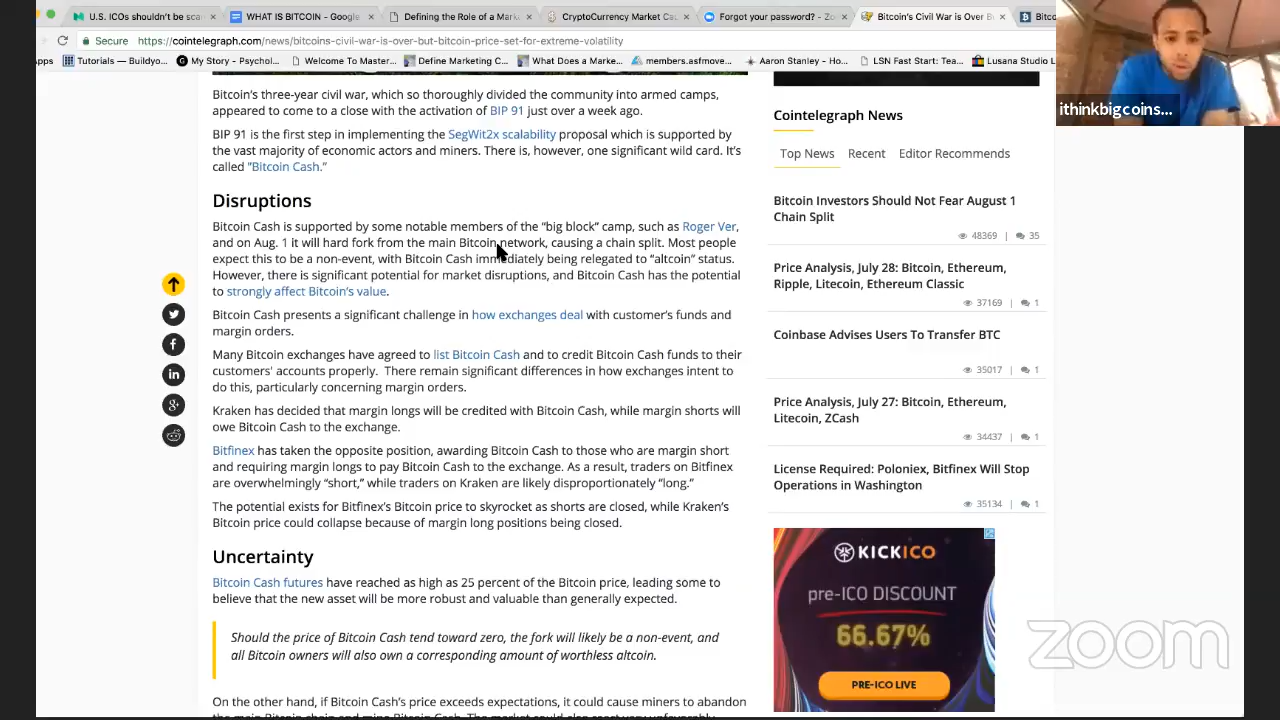 U.S. ICOs shouldn't be sca
WHAT IS BITCOIN - Google
Defining the Role of a Marke
CryptoCurrency Market Ca
Forgot your password? - Zo
Bitcoin's Civil War is Over B
Bitco
Secure https://cointelegraph.com/news/bitcoins-civil-war-is-over-but-bitcoin-price-set-for-extreme-volatility
Apps
Tutorials — Buildyo...
My Story - Psychol...
Welcome To Master...
Define Marketing C...
What Does a Marke...
members.asfmove...
Aaron Stanley - Ho...
LSN Fast Start: Tea...
Lusana Studio L
ithinkbigcoins...
Bitcoin's three-year civil war, which so thoroughly divided the community into armed camps,
appeared to come to a close with the activation of BIP 91 just over a week ago.
BIP 91 is the first step in implementing the SegWit2x scalability proposal which is supported by
the vast majority of economic actors and miners. There is, however, one significant wild card. It's
called "Bitcoin Cash."
Disruptions
Bitcoin Cash is supported by some notable members of the "big block" camp, such as Roger Ver,
and on Aug. 1 it will hard fork from the main Bitcoin network, causing a chain split. Most people
expect this to be a non-event, with Bitcoin Cash immediately being relegated to "altcoin" status.
However, there is significant potential for market disruptions, and Bitcoin Cash has the potential
to strongly affect Bitcoin's value.
Bitcoin Cash presents a significant challenge in how exchanges deal with customer's funds and
margin orders.
Many Bitcoin exchanges have agreed to list Bitcoin Cash and to credit Bitcoin Cash funds to their
customers' accounts properly. There remain significant differences in how exchanges intent to
do this, particularly concerning margin orders.
Kraken has decided that margin longs will be credited with Bitcoin Cash, while margin shorts will
owe Bitcoin Cash to the exchange.
Bitfinex has taken the opposite position, awarding Bitcoin Cash to those who are margin short
and requiring margin longs to pay Bitcoin Cash to the exchange. As a result, traders on Bitfinex
are overwhelmingly "short," while traders on Kraken are likely disproportionately "long."
The potential exists for Bitfinex's Bitcoin price to skyrocket as shorts are closed, while Kraken's
Bitcoin price could collapse because of margin long positions being closed.
Uncertainty
Bitcoin Cash futures have reached as high as 25 percent of the Bitcoin price, leading some to
believe that the new asset will be more robust and valuable than generally expected.
Should the price of Bitcoin Cash tend toward zero, the fork will likely be a non-event, and
all Bitcoin owners will also own a corresponding amount of worthless altcoin.
On the other hand, if Bitcoin Cash's price exceeds expectations, it could cause miners to abandon
the main Bitcoin chain and mine Bitcoin Cash. The market could also react very unfavorably
Cointelegraph News
Top News Recent Editor Recommends
Bitcoin Investors Should Not Fear August 1
Chain Split
48369 | 35
Price Analysis, July 28: Bitcoin, Ethereum,
Ripple, Litecoin, Ethereum Classic
37169 | 1
Coinbase Advises Users To Transfer BTC
35017 | 1
Price Analysis, July 27: Bitcoin, Ethereum,
Litecoin, ZCash
34437 | 1
License Required: Poloniex, Bitfinex Will Stop
Operations in Washington
35134 | 1
KICKICO
pre-ICO DISCOUNT
66.67%
PRE-ICO LIVE
zoom